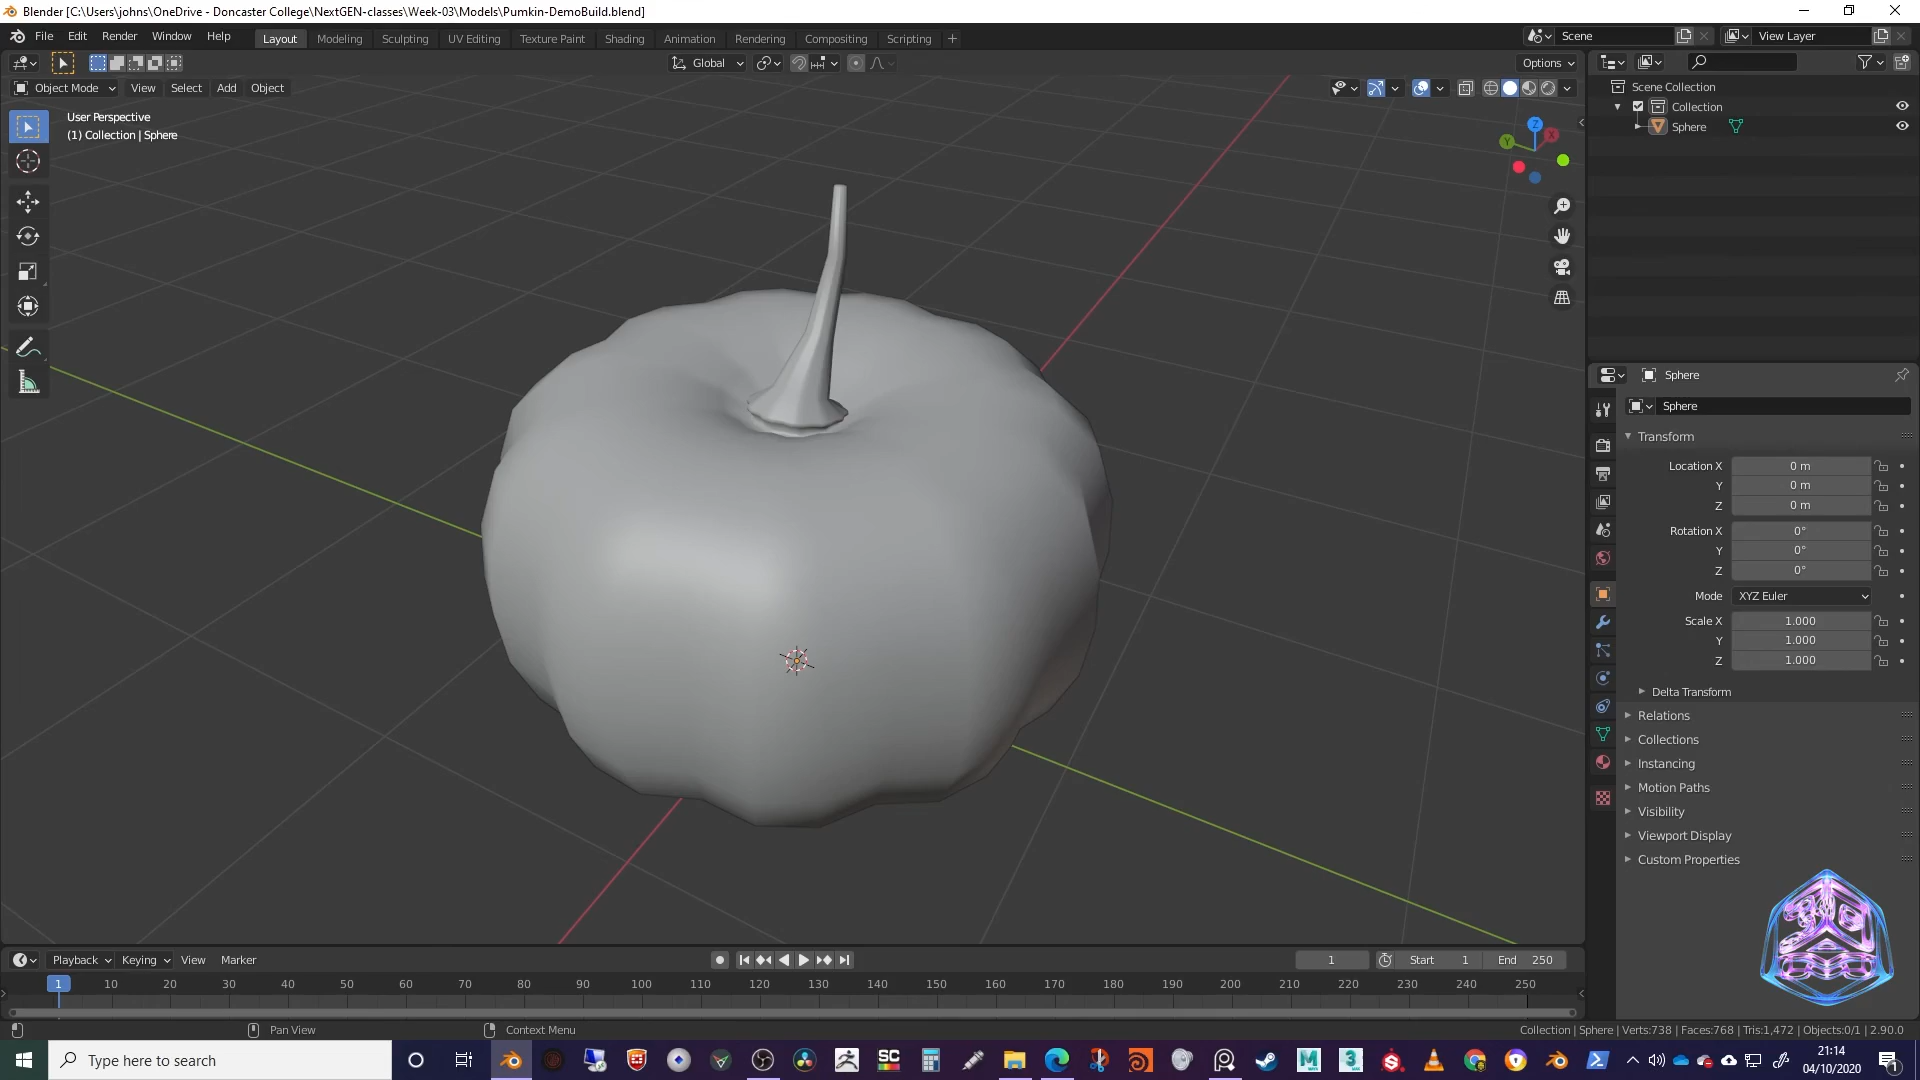 Blender [C:\Users\johns\OneDrive - Doncaster College\NextGEN-classes\Week-03\Models\Pumkin-DemoBuild.blend]
File Edit Render Window Help Layout Modeling Sculpting UV Editing Texture Paint Shading Animation Rendering Compositing Scripting +
Scene View Layer
Global Options
Object Mode View Select Add Object
User Perspective
(1) Collection | Sphere
Z
X
Y
Scene Collection
Collection
Sphere
Sphere
Sphere
Transform
Location X 0 m
Y 0 m
Z 0 m
Rotation X 0°
Y 0°
Z 0°
Mode XYZ Euler
Scale X 1.000
Y 1.000
Z 1.000
Delta Transform
Relations
Collections
Instancing
Motion Paths
Visibility
Viewport Display
Custom Properties
Playback Keying View Marker 1 Start 1 End 250
1 10 20 30 40 50 60 70 80 90 100 110 120 130 140 150 160 170 180 190 200 210 220 230 240 250
Pan View Context Menu Collection | Sphere | Verts:738 | Faces:768 | Tris:1,472 | Objects:0/1 | 2.90.0
Type here to search
SC
M
3
21:14
04/10/2020
1